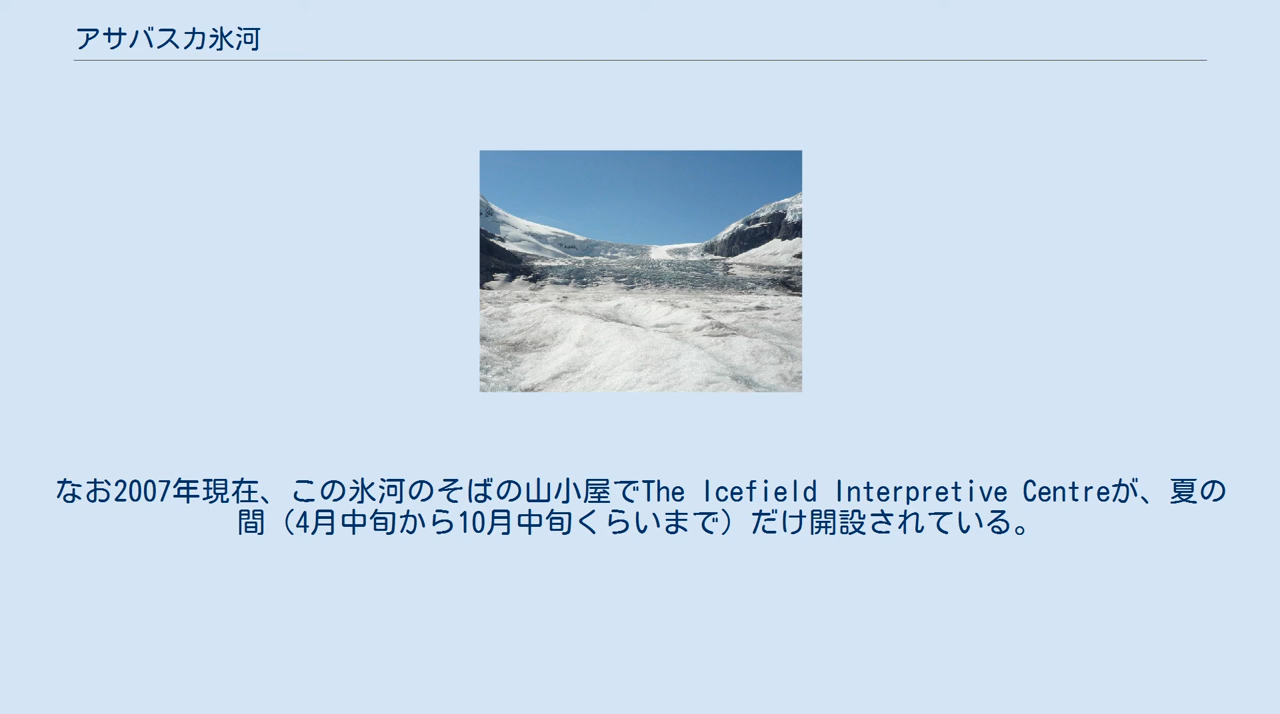 アサバスカ氷河
なお2007年現在、この氷河のそばの山小屋でThe Icefield Interpretive Centreが、夏の
間（4月中旬から10月中旬くらいまで）だけ開設されている。